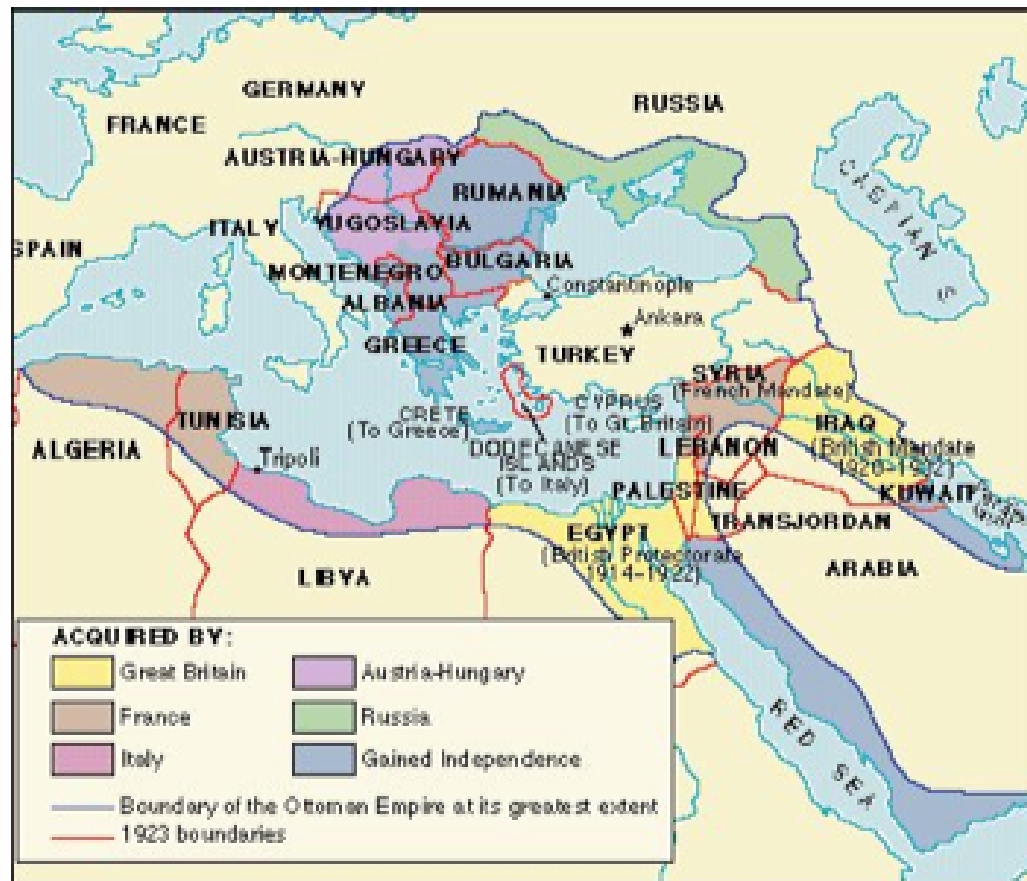 GERMANY
RUSSIA
FRANCE
AUSTRIA-HUNGARY
CASPIAN
RUMANIA
ITALY
YUGOSLAVIA
SPAIN
BULGARIA
MONTENEGRO
Constantinople
ALBANIA
Ankara
GREECE
TURKEY
SYRIA
(French Mandate)
CRETE
(To Greece)
CYPRUS
(To Gt. Britain)
TUNISIA
IRAQ
(British Mandate
ALGERIA
Tripoli
DODECANESE
ISLANDS
(To Italy)
LEBANON
PALESTINE
KUWAIT
TRANSJORDAN
EGYPT
(British Protectorate
1914-1922)
ARABIA
LIBYA
RED SEA
ACQUIRED BY:
Great Britain
Austria-Hungary
France
Russia
Italy
Gained Independence
Boundary of the Ottoman Empire at its greatest extent
1923 boundaries